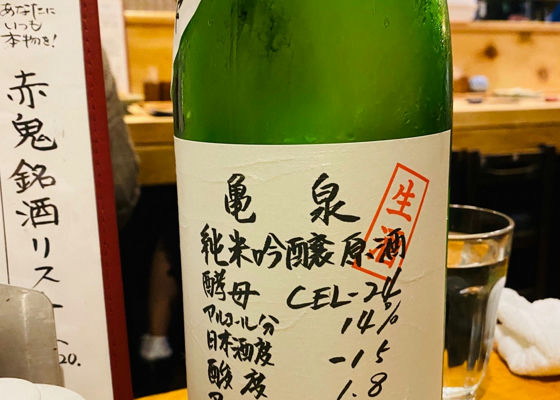 あなたに
いつも
本物を!
赤鬼銘酒リスト
20.
亀泉
生酒
純米吟醸原酒
酵母 CEL-24
アルコール分 14%
日本酒度 -15
酸度 1.8